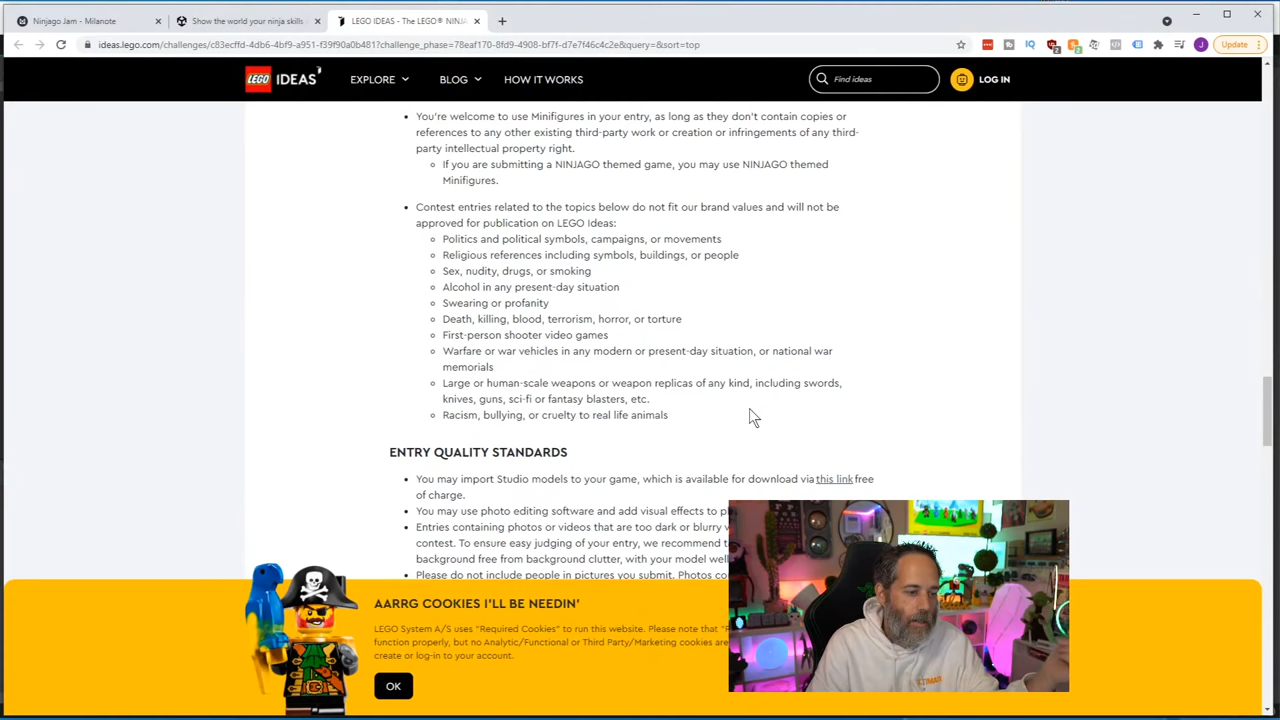 Ninjago Jam - Milanote
Show the world your ninja skills
LEGO IDEAS - The LEGO® NINJA
ideas.lego.com/challenges/c83ecffd-4db6-4bf9-a951-f39f90a0b481?challenge_phase=78eaf170-8fd9-4908-bf7f-d7e7f46c4c2e&query=&sort=top
J
Update
LEGO IDEAS
EXPLORE
BLOG
HOW IT WORKS
Find ideas
LOG IN
• You're welcome to use Minifigures in your entry, as long as they don't contain copies or
references to any other existing third-party work or creation or infringements of any third-
party intellectual property right.
◦ If you are submitting a NINJAGO themed game, you may use NINJAGO themed
Minifigures.
• Contest entries related to the topics below do not fit our brand values and will not be
approved for publication on LEGO Ideas:
◦ Politics and political symbols, campaigns, or movements
◦ Religious references including symbols, buildings, or people
◦ Sex, nudity, drugs, or smoking
◦ Alcohol in any present-day situation
◦ Swearing or profanity
◦ Death, killing, blood, terrorism, horror, or torture
◦ First-person shooter video games
◦ Warfare or war vehicles in any modern or present-day situation, or national war
memorials
◦ Large or human-scale weapons or weapon replicas of any kind, including swords,
knives, guns, sci-fi or fantasy blasters, etc.
◦ Racism, bullying, or cruelty to real life animals
ENTRY QUALITY STANDARDS
• You may import Studio models to your game, which is available for download via this link free
of charge.
• You may use photo editing software and add visual effects to
• Entries containing photos or videos that are too dark or blurry
contest. To ensure easy judging of your entry, we recommend
background free from background clutter, with your model
• Please do not include people in pictures you submit. Photos
AARRG COOKIES I'LL BE NEEDIN'
LEGO System A/S uses "Required Cookies" to run this website. Please note that
function properly, but no Analytic/Functional or Third Party/Marketing cookies are
create or log-in to your account.
OK